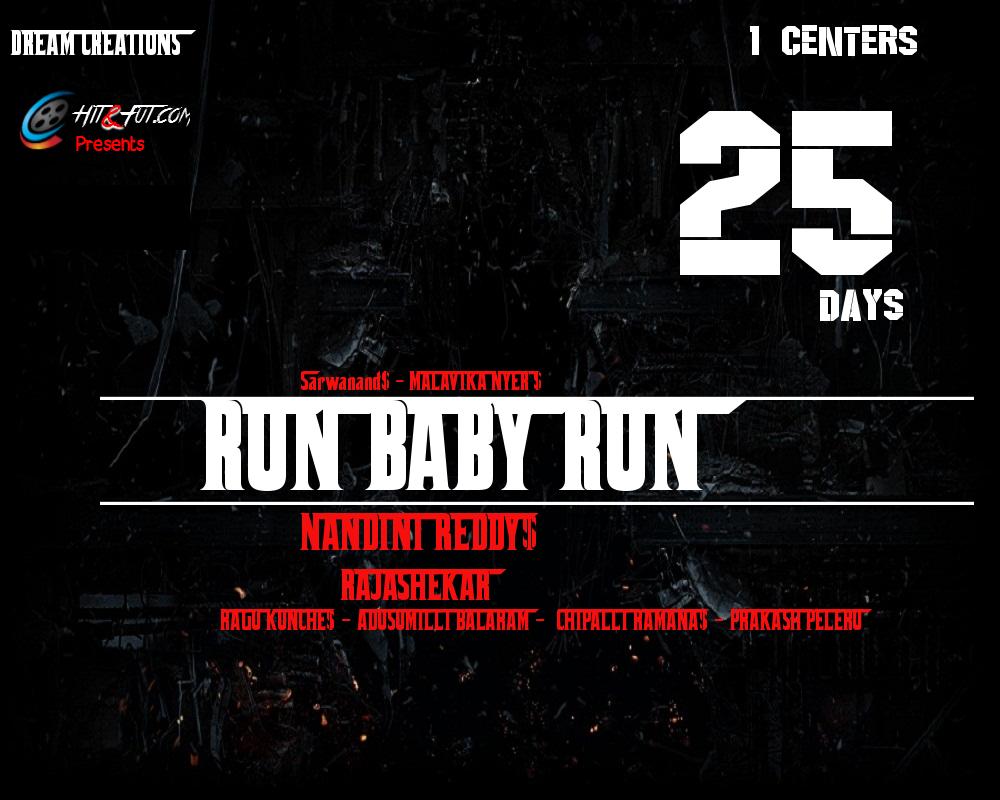 DREAM CREATIONS
1 CENTERS
HIT&FUT.COM
Presents
25
DAYS
Sarwanand$ - MALAVIKA NYER$
RUN BABY RUN
NANDINI REDDY$
RAJASHEKAR
RAGU KUNCHE$ - ADUSUMILLI BALARAM - CHIPALLI RAMANA$ - PRAKASH PELERU